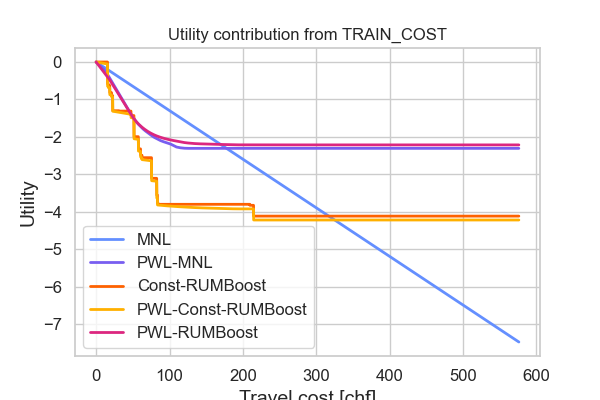 Utility contribution from TRAIN_COST
0
−1
−2
−3
−4
−5
−6
−7
Utility
MNL
PWL-MNL
Const-RUMBoost
PWL-Const-RUMBoost
PWL-RUMBoost
0 100 200 300 400 500 600
Travel cost [chf]